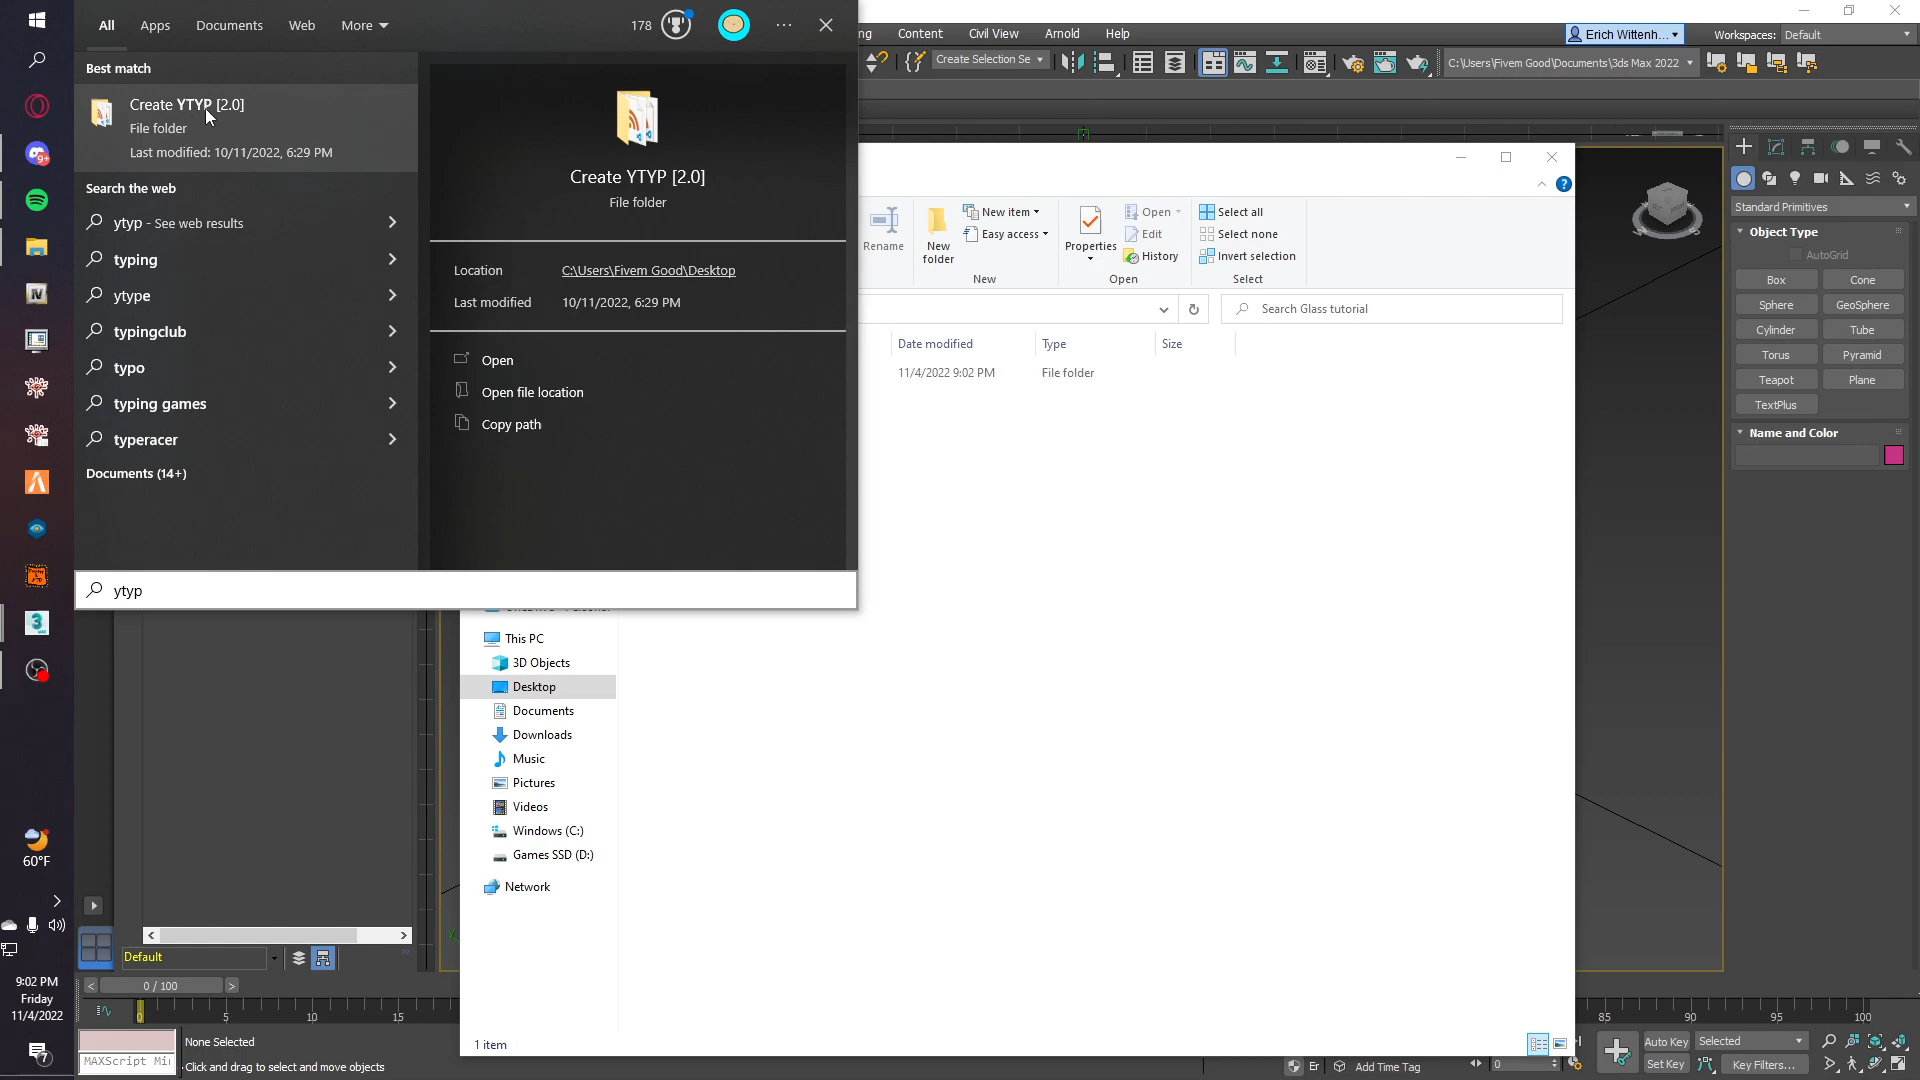 All
Apps
Documents
Web
More
178
Best match
Create YTYP [2.0]
File folder
Last modified: 10/11/2022, 6:29 PM
Search the web
ytyp - See web results
typing
ytype
typingclub
typo
typing games
typeracer
Documents (14+)
ytyp
Create YTYP [2.0]
File folder
Location C:\Users\Fivem Good\Desktop
Last modified 10/11/2022, 6:29 PM
Open
Open file location
Copy path
ng
Content
Civil View
Arnold
Help
Erich Wittenh...
Workspaces: Default
Create Selection Se
C:\Users\Fivem Good\Documents\3ds Max 2022
Rename
New folder
New item
Easy access
New
Properties
Open
Edit
History
Open
Select all
Select none
Invert selection
Select
Search Glass tutorial
Date modified
Type
Size
11/4/2022 9:02 PM
File folder
This PC
3D Objects
Desktop
Documents
Downloads
Music
Pictures
Videos
Windows (C:)
Games SSD (D:)
Network
1 item
Standard Primitives
Object Type
AutoGrid
Box
Cone
Sphere
GeoSphere
Cylinder
Tube
Torus
Pyramid
Teapot
Plane
TextPlus
Name and Color
9+
60°F
9:02 PM
Friday
11/4/2022
7
Default
0 / 100
0 5 10 15
85 90 95 100
None Selected
MAXScript Mi
Click and drag to select and move objects
Er
Add Time Tag
0
Auto Key
Selected
Set Key
Key Filters...